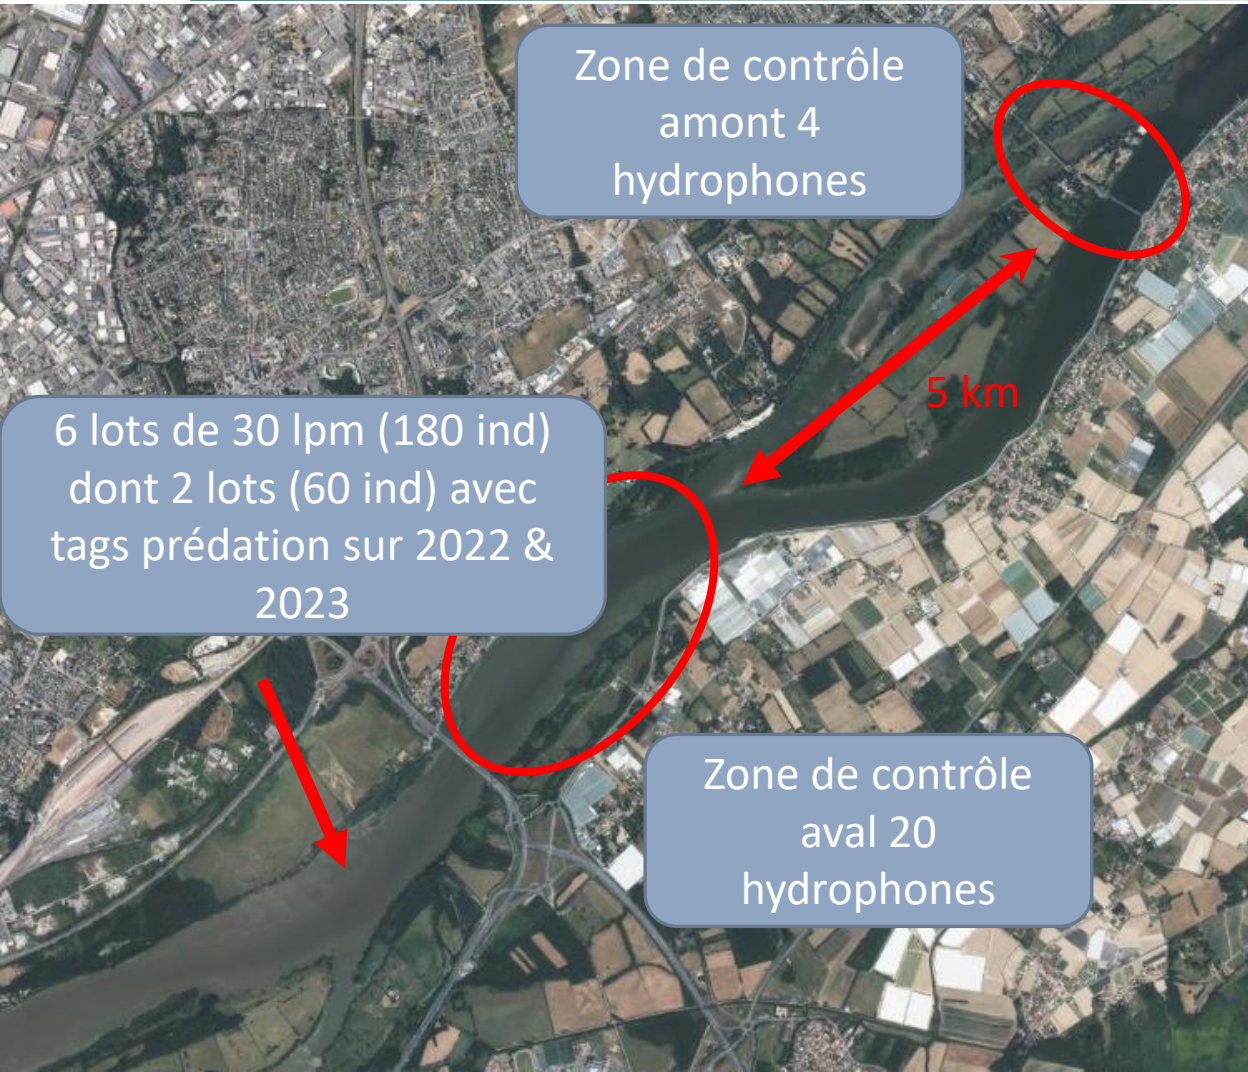 Zone de contrôle
amont 4
hydrophones
5 km
6 lots de 30 lpm (180 ind)
dont 2 lots (60 ind) avec
tags prédation sur 2022 &
2023
Zone de contrôle
aval 20
hydrophones